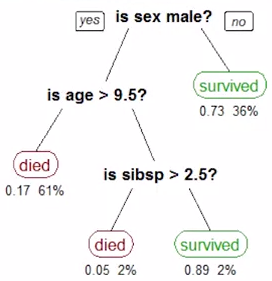 yes is sex male? no
is age > 9.5?
survived
0.73 36%
died
0.17 61%
is sibsp > 2.5?
died survived
0.05 2% 0.89 2%